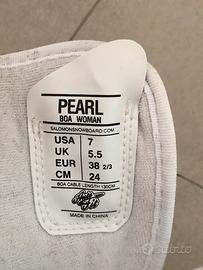 PEARL
BOA WOMAN
SALOMONSNOWBOARD.COM
USA 7
UK 5.5
EUR 38 2/3
CM 24
BOA CABLE LENGTH 130CM
MADE IN CHINA
subito